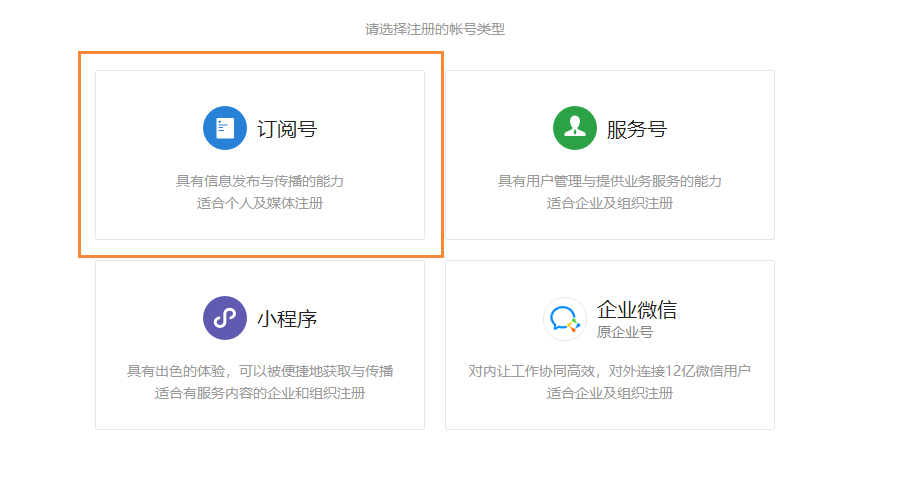 请选择注册的帐号类型
订阅号
具有信息发布与传播的能力
适合个人及媒体注册
服务号
具有用户管理与提供业务服务的能力
适合企业及组织注册
小程序
具有出色的体验，可以被便捷地获取与传播
适合有服务内容的企业和组织注册
企业微信
原企业号
对内让工作协同高效，对外连接12亿微信用户
适合企业及组织注册